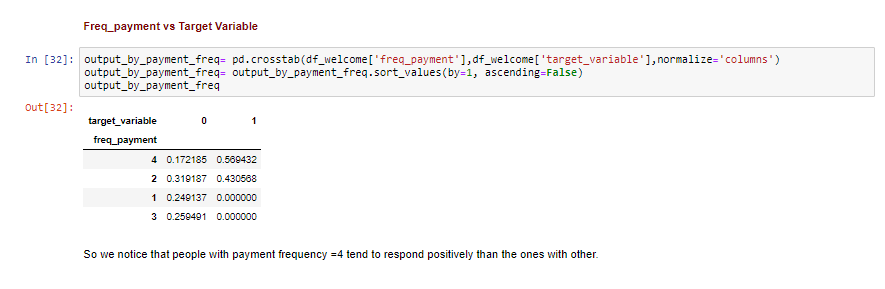 Freq_payment vs Target Variable
In [32]: output_by_payment_freq= pd.crosstab(df_welcome['freq_payment'],df_welcome['target_variable'],normalize='columns')
output_by_payment_freq= output_by_payment_freq.sort_values(by=1, ascending=False)
output_by_payment_freq
Out[32]:
target_variable 0 1
freq_payment
4 0.172185 0.569432
2 0.319187 0.430568
1 0.249137 0.000000
3 0.259491 0.000000
So we notice that people with payment frequency =4 tend to respond positively than the ones with other.